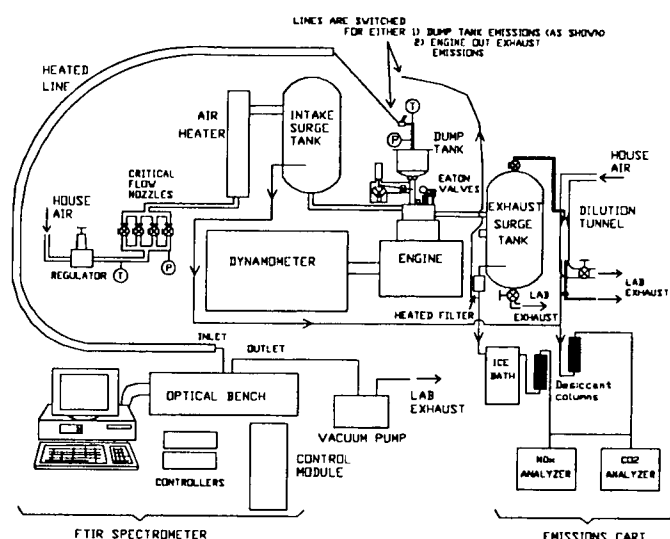 LINES ARE SWITCHED
FOR EITHER 1) DUMP TANK EMISSIONS (AS SHOWN)
2) ENGINE OUT EXHAUST
EMISSIONS
HEATED
LINE
AIR
HEATER
INTAKE
SURGE
TANK
T
P
DUMP
TANK
CRITICAL
FLOW
NOZZLES
HOUSE
AIR
EATON
VALVES
HOUSE
AIR
EXHAUST
SURGE
TANK
DILUTION
TUNNEL
REGULATOR
T
P
DYNAMOMETER
ENGINE
LAB
EXHAUST
HEATED FILTER
LAB
EXHAUST
INLET
OUTLET
OPTICAL BENCH
LAB
EXHAUST
VACUUM PUMP
ICE
BATH
Desiccant
columns
CONTROLLERS
CONTROL
MODULE
NOx
ANALYZER
CO2
ANALYZER
FTIR SPECTROMETER
EMISSIONS CART